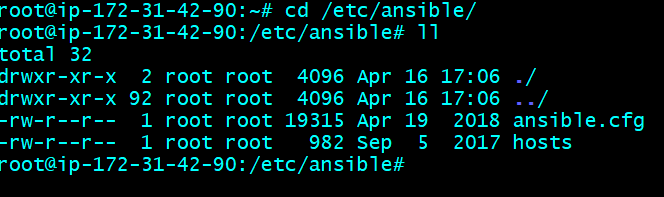 root@ip-172-31-42-90:~# cd /etc/ansible/
root@ip-172-31-42-90:/etc/ansible# ll
total 32
drwxr-xr-x  2 root root  4096 Apr 16 17:06 ./
drwxr-xr-x 92 root root  4096 Apr 16 17:06 ../
-rw-r--r--  1 root root 19315 Apr 19  2018 ansible.cfg
-rw-r--r--  1 root root   982 Sep  5  2017 hosts
root@ip-172-31-42-90:/etc/ansible#